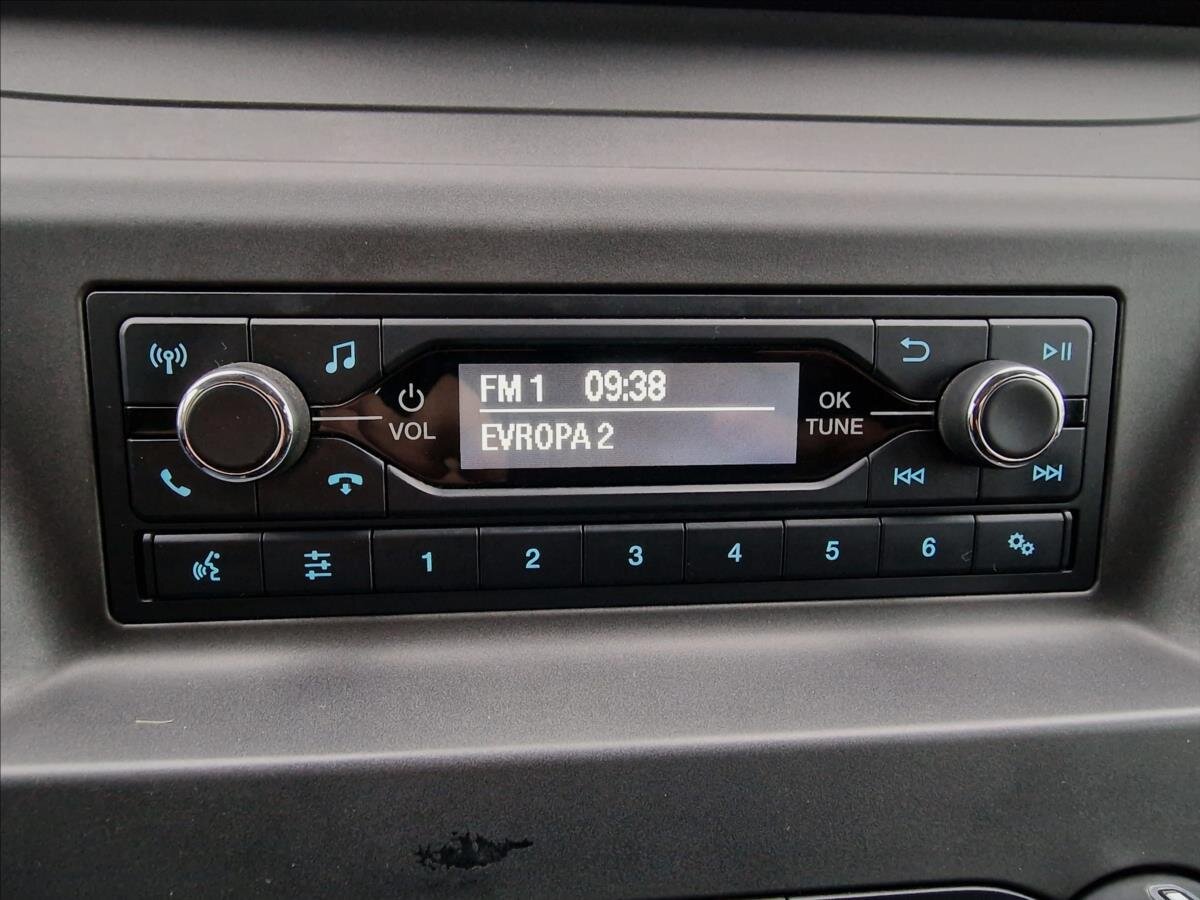 FM 1 09:38
EVROPA 2
VOL
OK
TUNE
1 2 3 4 5 6